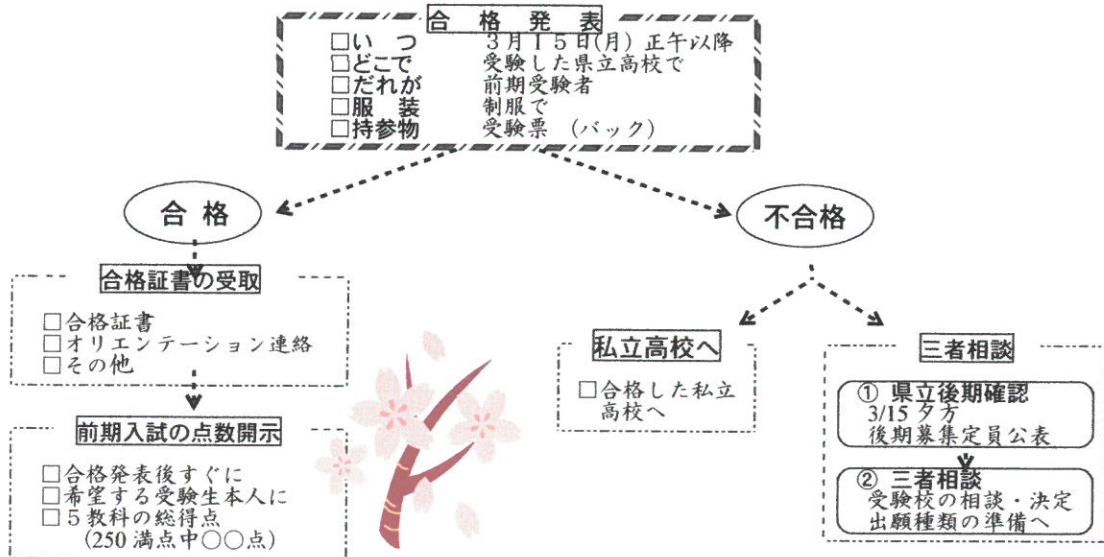 合格発表
□いつ 3月15日(月) 正午以降
□どこで 受験した県立高校で
□だれが 前期受験者
□服装 制服で
□持参物 受験票 (バック)
合格
合格証書の受取
□合格証書
□オリエンテーション連絡
□その他
前期入試の点数開示
□合格発表後すぐに
□希望する受験生本人に
□5教科の総得点
(250満点中○○点)
不合格
私立高校へ
□合格した私立
高校へ
三者相談
① 県立後期確認
3/15 夕方
後期募集定員公表
② 三者相談
受験校の相談・決定
出願種類の準備へ